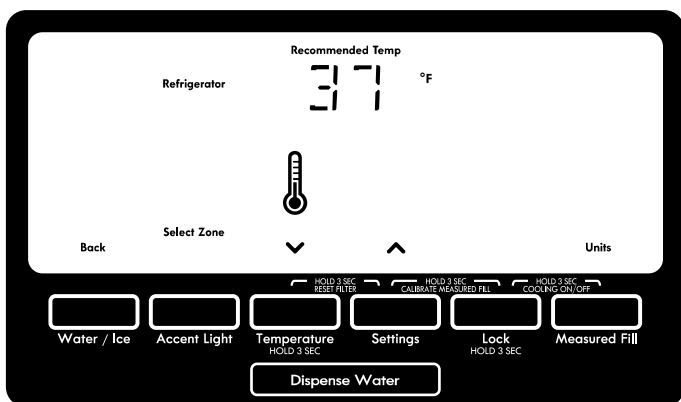 Recommended Temp
Refrigerator 37 °F
Select Zone
Back Units
HOLD 3 SEC HOLD 3 SEC HOLD 3 SEC
RESET FILTER CALIBRATE MEASURED FILL COOLING ON/OFF
Water / Ice Accent Light Temperature Settings Lock Measured Fill
HOLD 3 SEC HOLD 3 SEC
Dispense Water